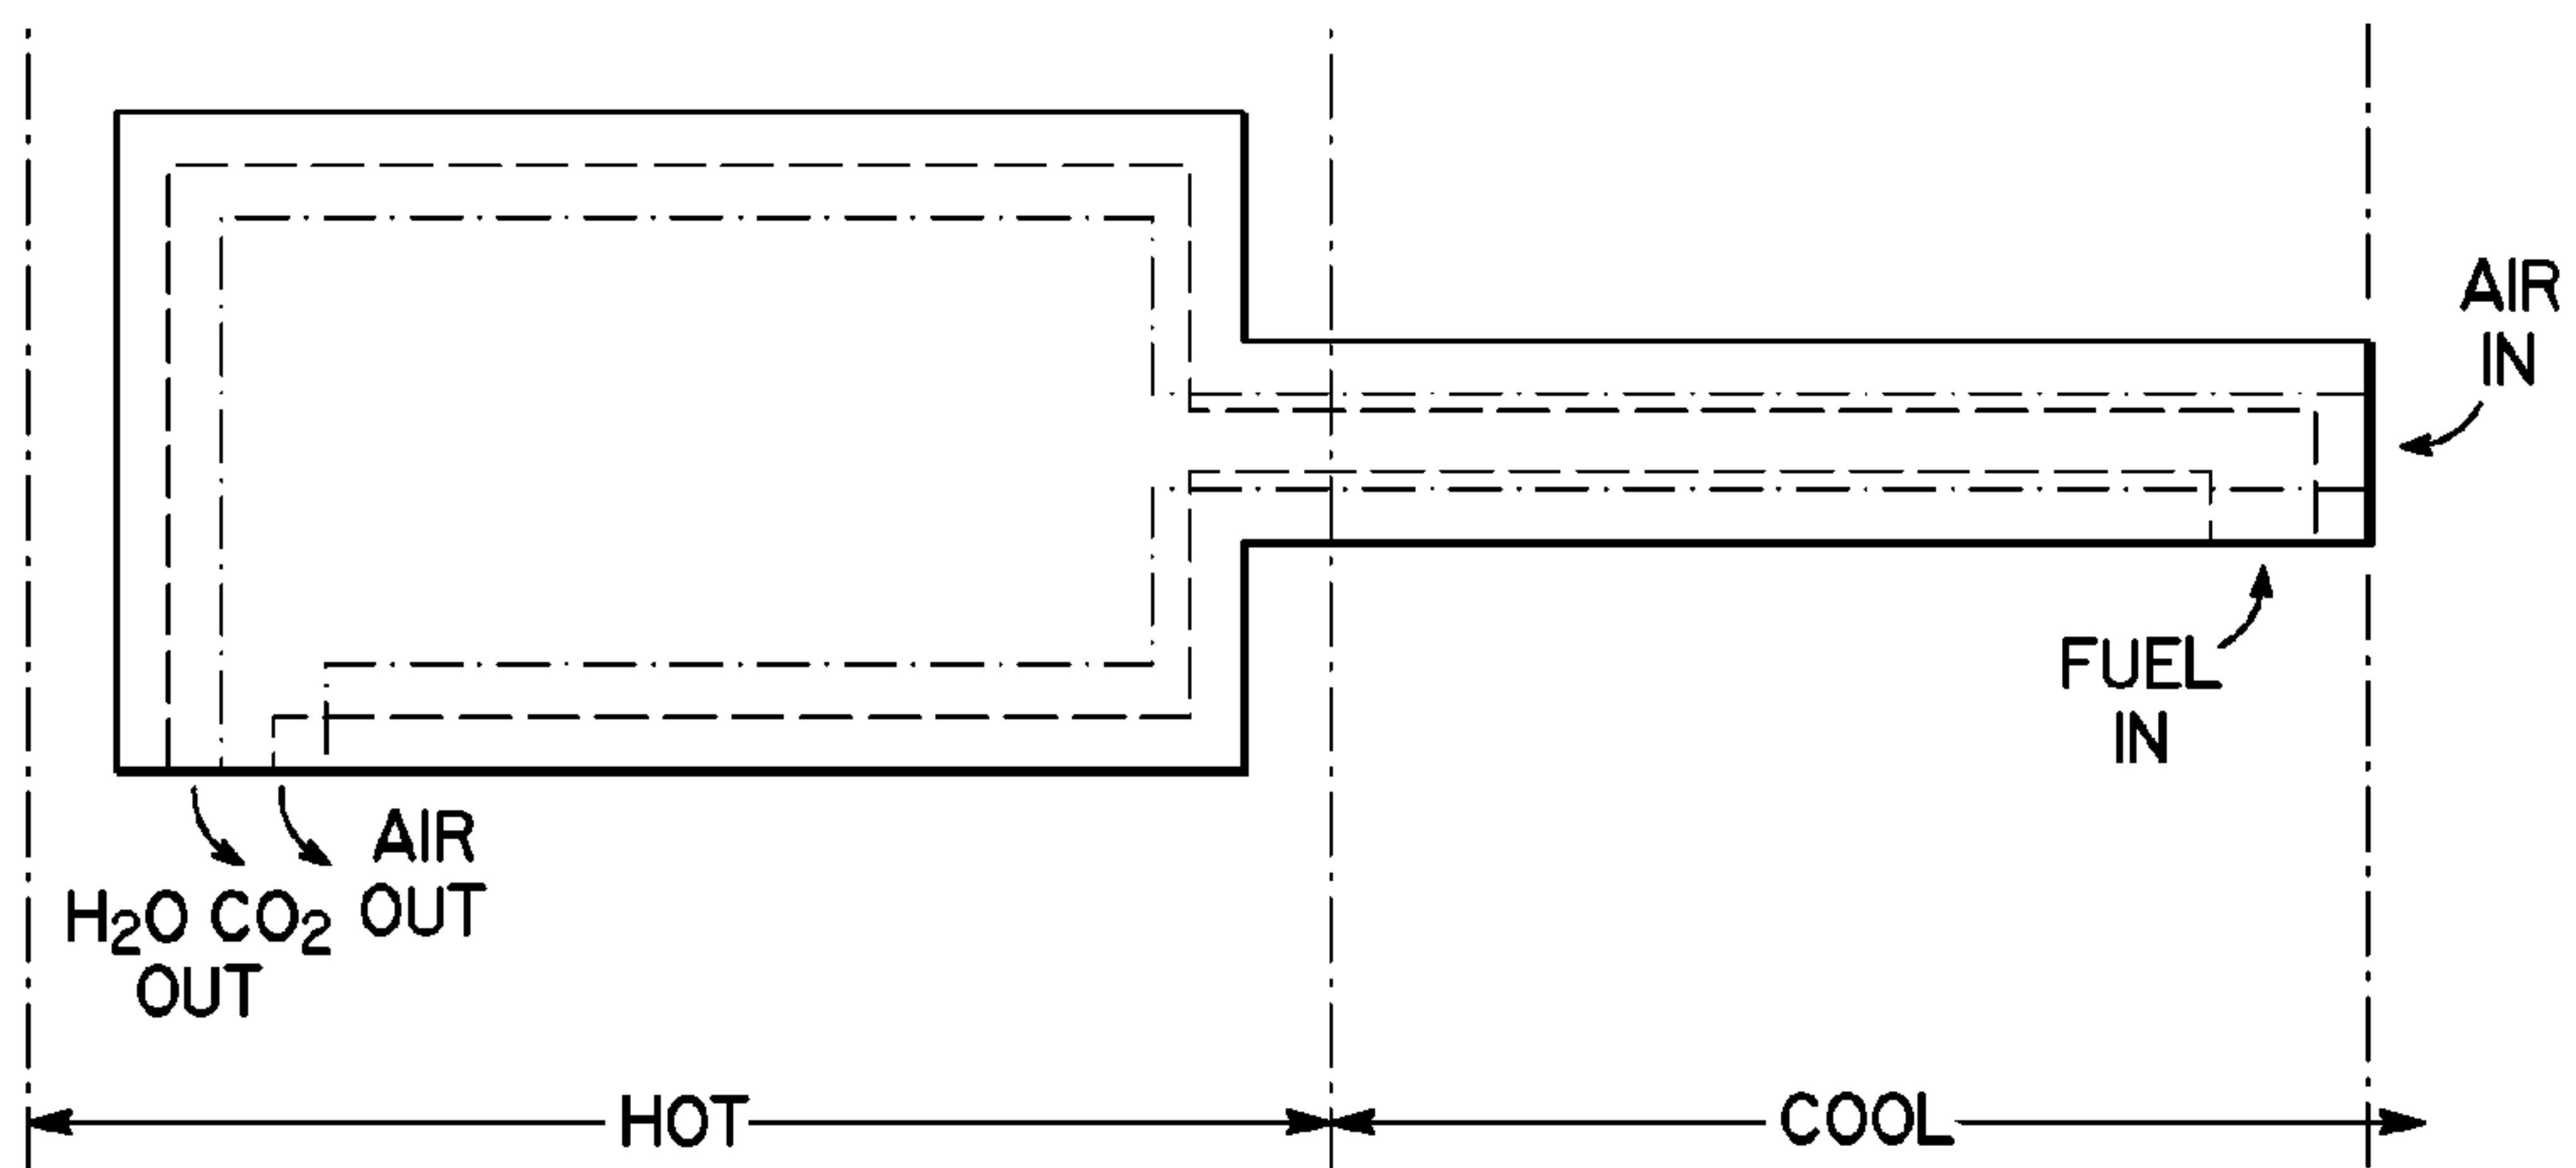 AIR
IN
FUEL
IN
AIR
OUT
H₂O CO₂
OUT
HOT
COOL